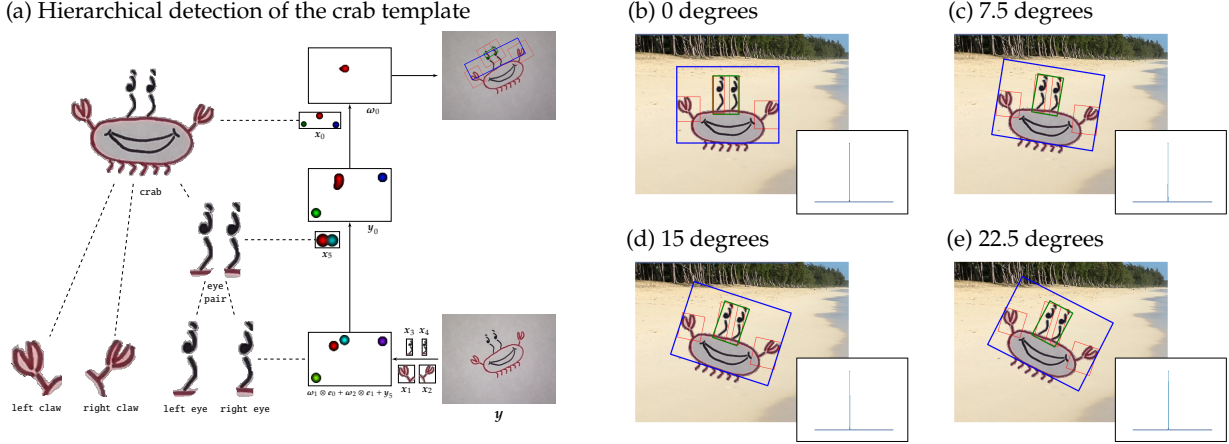 (a) Hierarchical detection of the crab template
ω₀
x₀
crab
y₀
x₅
eye
pair
x₃ x₄
x₁ x₂
ω₁ ⊗ e₀ + ω₂ ⊗ e₁ + y₅
y
left claw right claw left eye right eye
(b) 0 degrees
(c) 7.5 degrees
(d) 15 degrees
(e) 22.5 degrees